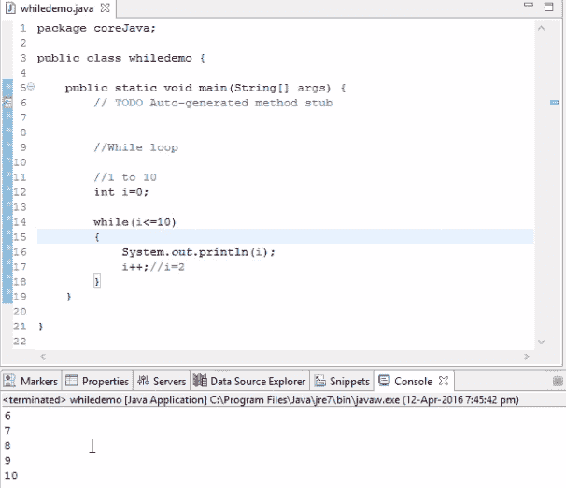 whiledemo.java
1 package coreJava;
2
3 public class whiledemo {
4
5 public static void main(String[] args) {
6 // TODO Auto-generated method stub
7
8
9 //While loop
10
11 //1 to 10
12 int i=0;
13
14 while(i<=10)
15 {
16 System.out.println(i);
17 i++;//i=2
18 }
19 }
20
21 }
22
Markers Properties Servers Data Source Explorer Snippets Console
<terminated> whiledemo [Java Application] C:\Program Files\Java\jre7\bin\javaw.exe (12-Apr-2016 7:45:42 pm)
6
7
8
9
10